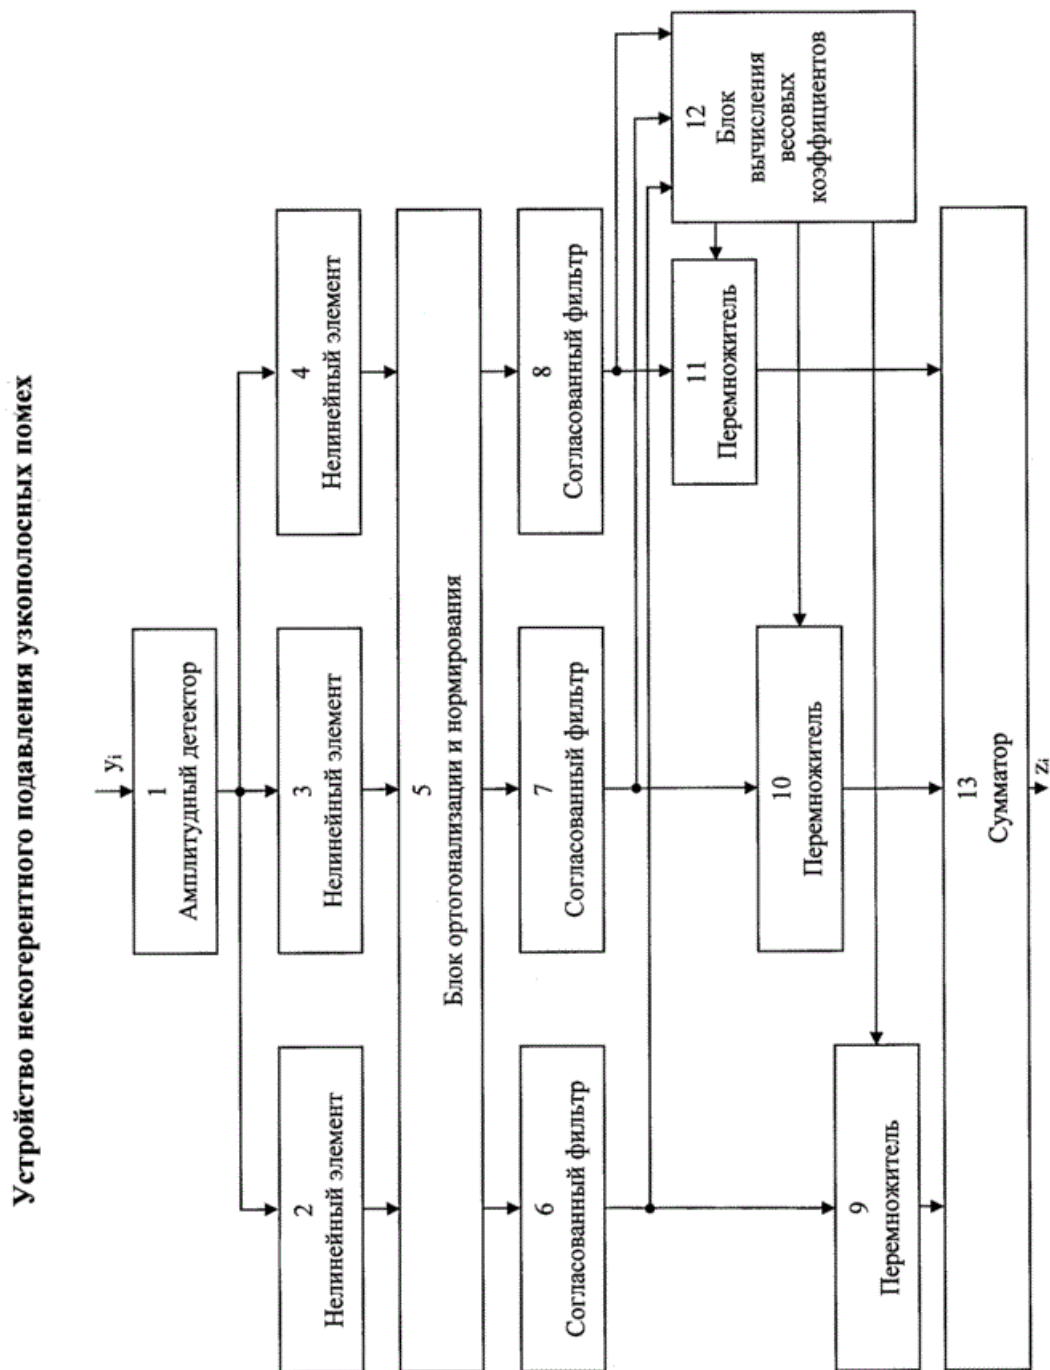 Устройство некогерентного подавления узкополосных помех
yᵢ
1
Амплитудный детектор
2
Нелинейный элемент
3
Нелинейный элемент
4
Нелинейный элемент
5
Блок ортогонализации и нормирования
6
Согласованный фильтр
7
Согласованный фильтр
8
Согласованный фильтр
9
Перемножитель
10
Перемножитель
11
Перемножитель
12
Блок
вычисления
весовых
коэффициентов
13
Сумматор
zᵢ